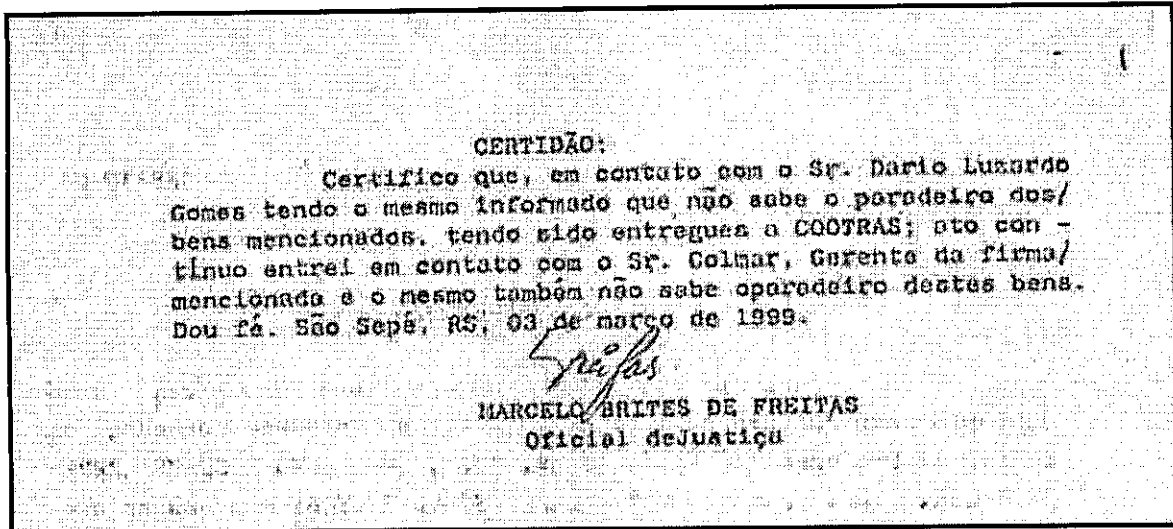 CERTIDÃO:
Certifico que, em contato com o Sr. Dario Luzardo
Gomes tendo o mesmo informado que não sabe o paradeiro dos/
bens mencionados, tendo sido entregues a COOTRAS; ato con -
tínuo entrei em contato com o Sr. Colmar, Gerente da firma/
mencionada e o mesmo também não sabe oparadeiro destes bens.
Dou fé. São Sepé, RS, 03 de março de 1999.
MARCELO BRITES DE FREITAS
Oficial deJustiça